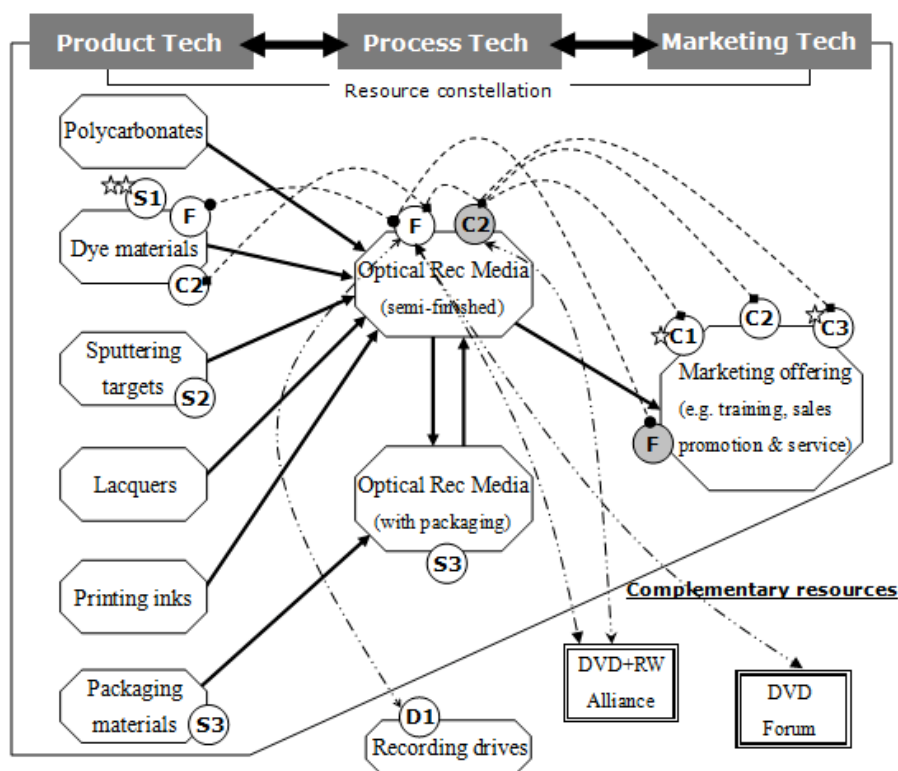 Product Tech
Process Tech
Marketing Tech
Resource constellation
Polycarbonates
S1
F
Dye materials
C2
F
C2
Optical Rec Media
(semi-finished)
Sputtering
targets
S2
C1
C2
C3
Marketing offering
(e.g. training, sales
promotion & service)
F
Lacquers
Optical Rec Media
(with packaging)
S3
Printing inks
Complementary resources
Packaging
materials
S3
DVD+RW
Alliance
DVD
Forum
D1
Recording drives